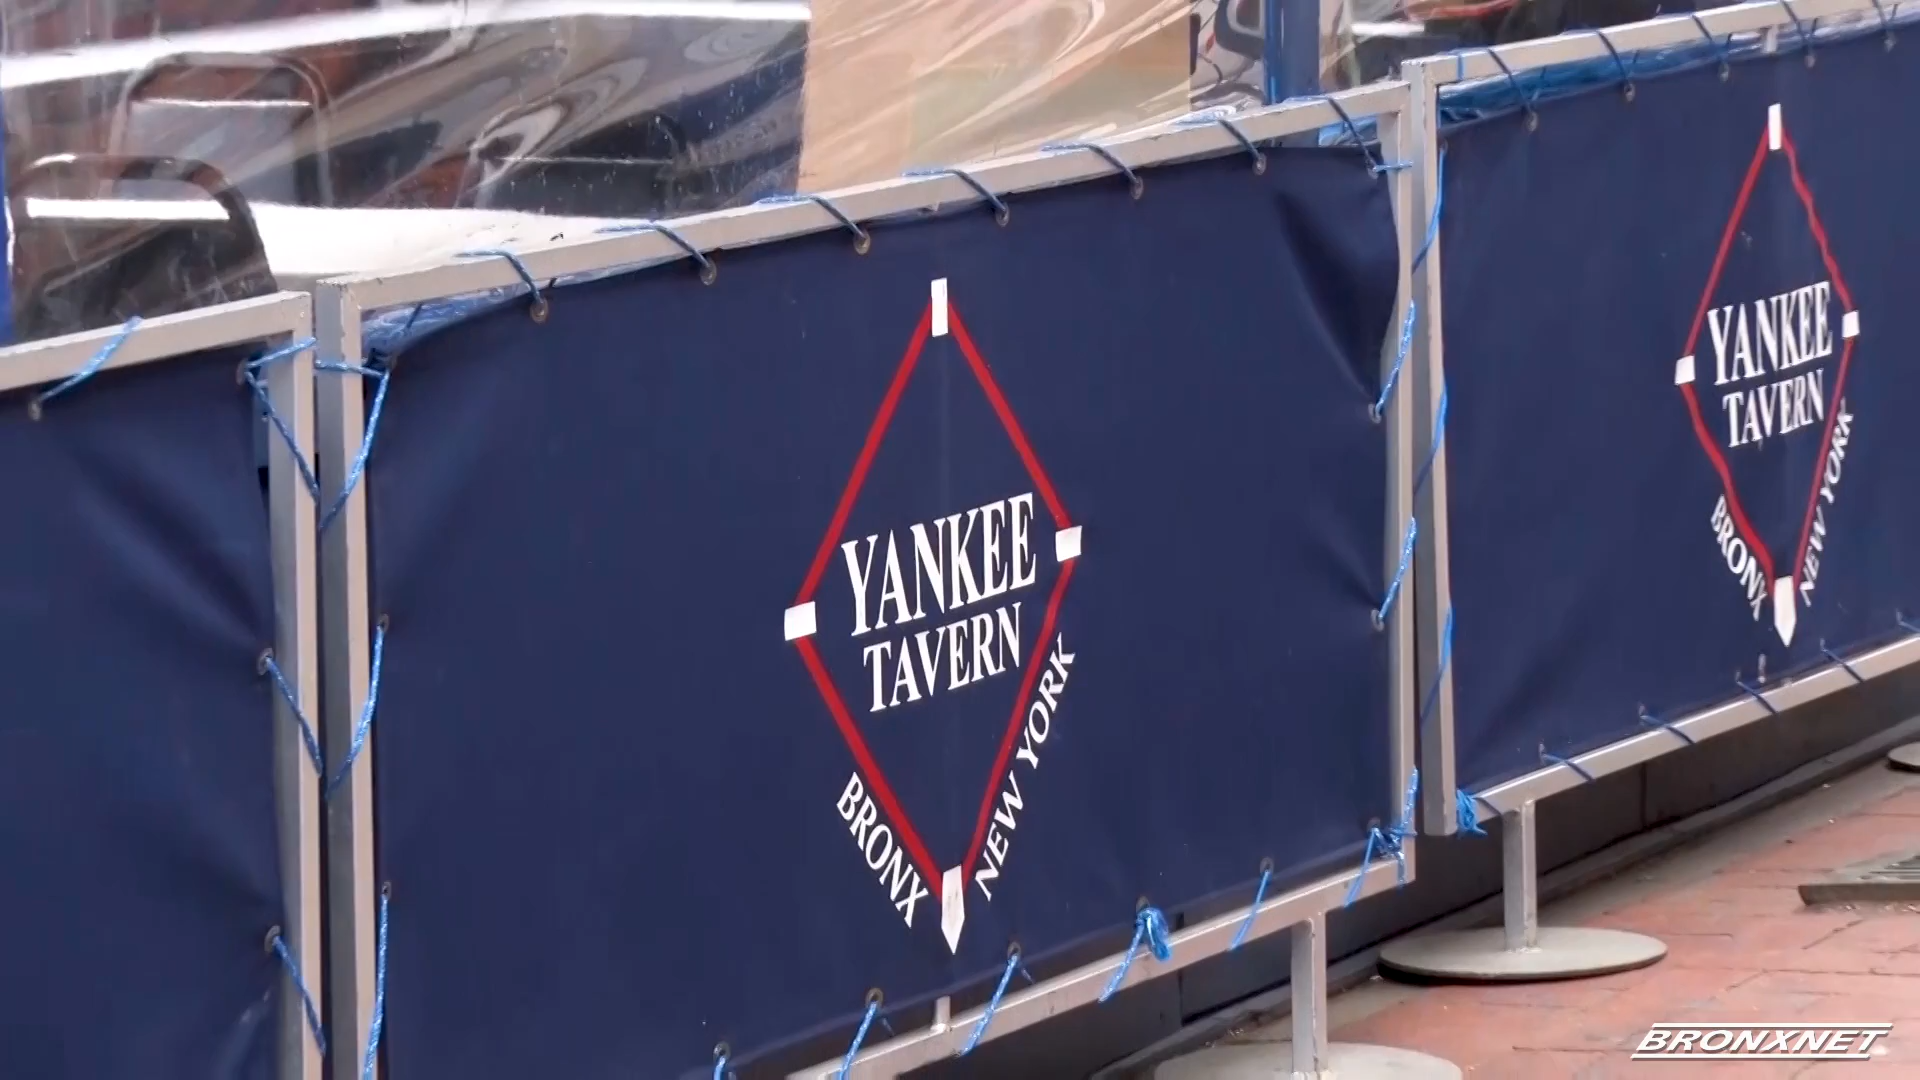 YANKEE
TAVERN
BRONX
NEW YORK
YANKEE
TAVERN
BRONX
NEW YORK
BRONXNET